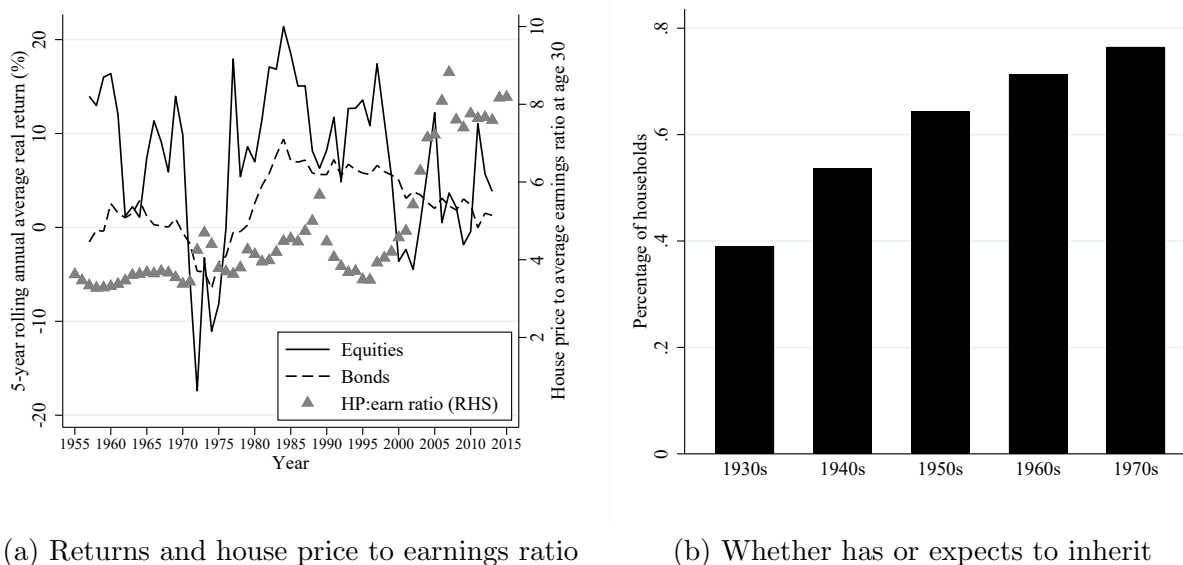 5-year rolling annual average real return (%)
20
10
0
-10
-20
House price to average earnings ratio at age 30
10
8
6
4
2
Equities
Bonds
HP:earn ratio (RHS)
1955 1960 1965 1970 1975 1980 1985 1990 1995 2000 2005 2010 2015
Year
(a) Returns and house price to earnings ratio
Percentage of households
.8
.6
.4
.2
0
1930s 1940s 1950s 1960s 1970s
(b) Whether has or expects to inherit